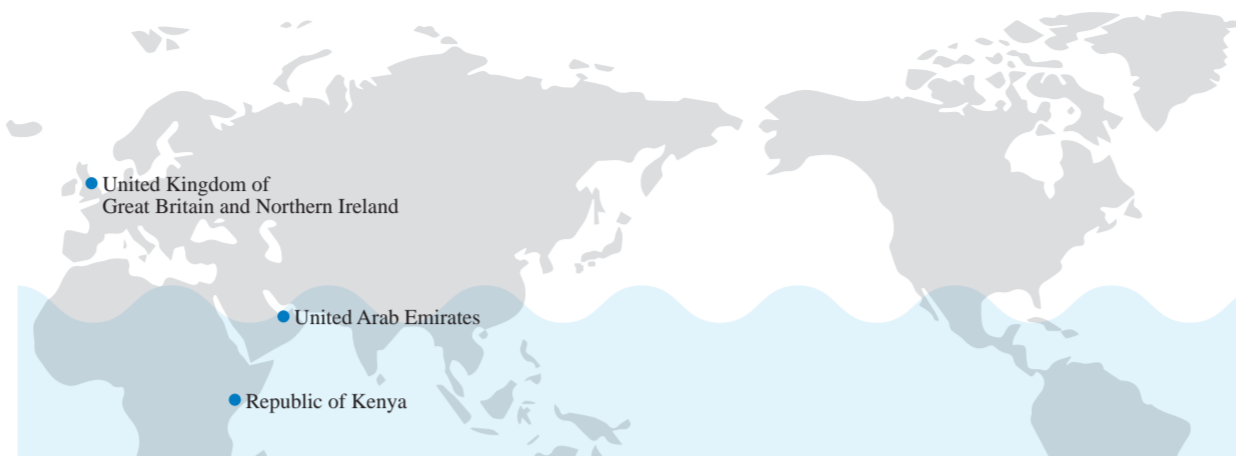 United Kingdom of
Great Britain and Northern Ireland
United Arab Emirates
Republic of Kenya